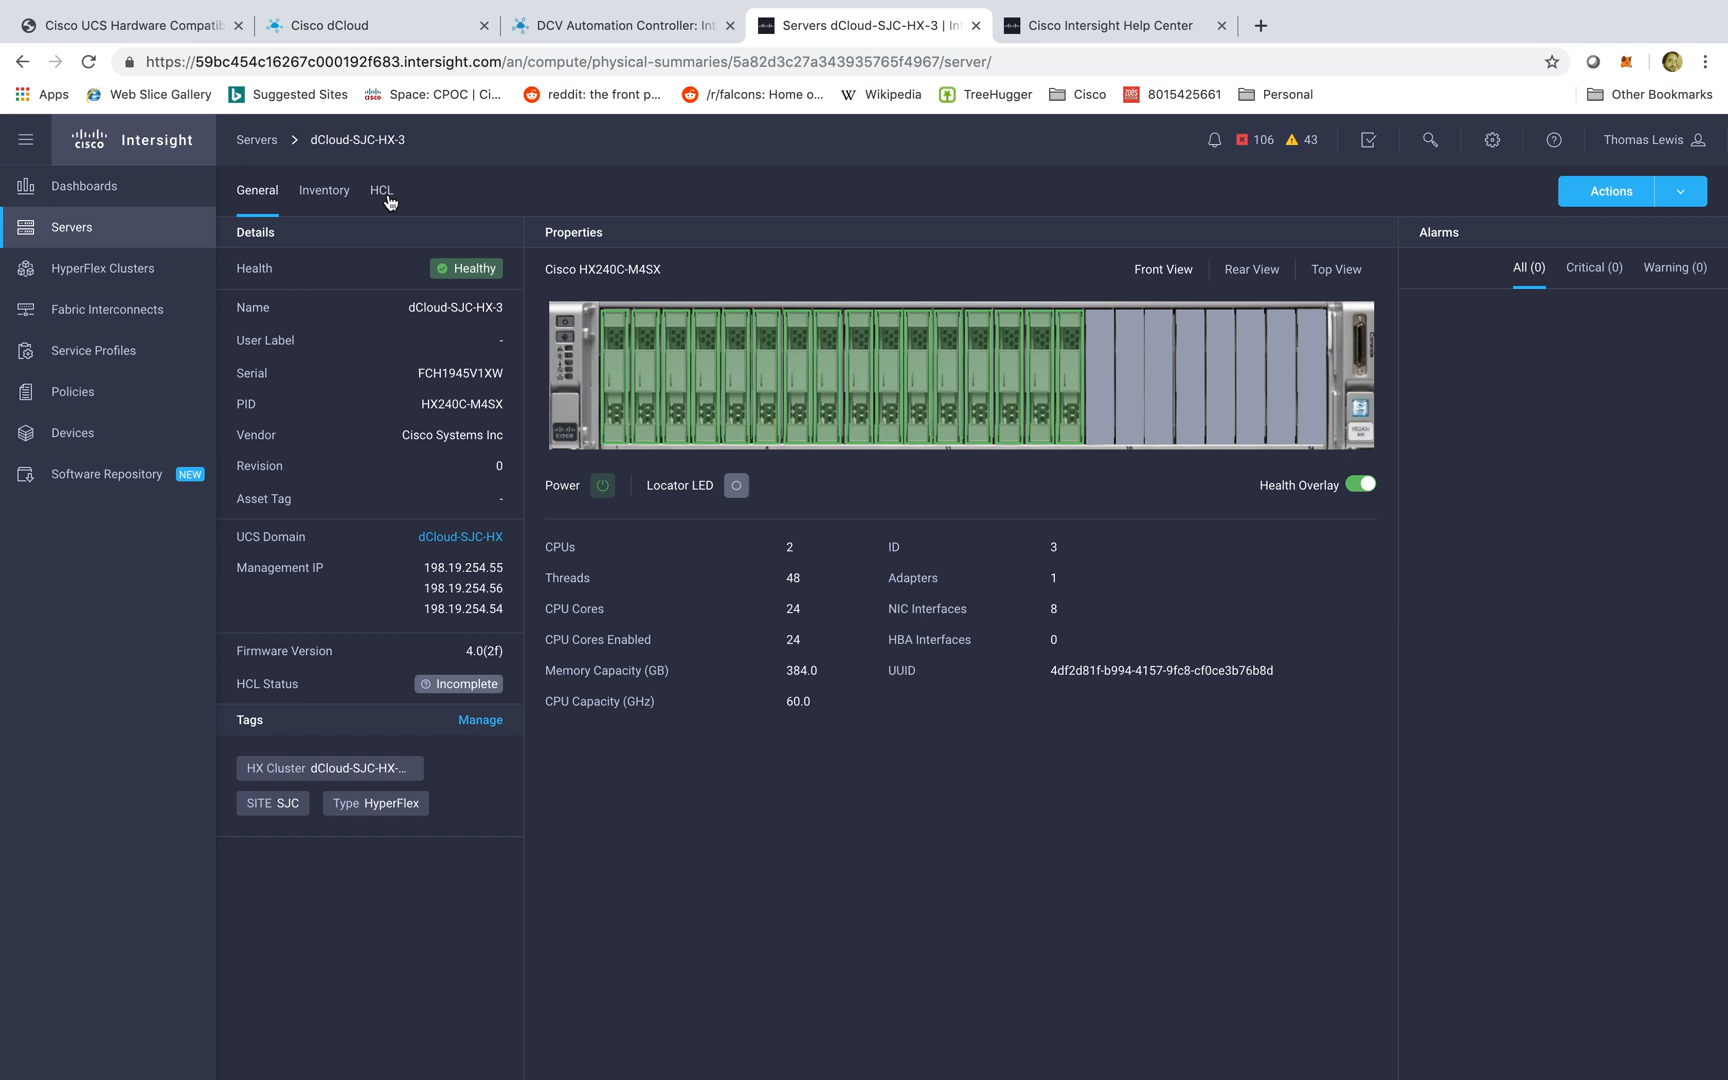 Cisco UCS Hardware Compatib
Cisco dCloud
DCV Automation Controller: Int
Servers dCloud-SJC-HX-3 | Int
Cisco Intersight Help Center
https://59bc454c16267c000192f683.intersight.com/an/compute/physical-summaries/5a82d3c27a343935765f4967/server/
Apps
Web Slice Gallery
Suggested Sites
Space: CPOC | Ci...
reddit: the front p...
/r/falcons: Home o...
Wikipedia
TreeHugger
Cisco
8015425661
Personal
Other Bookmarks
CISCO Intersight
Servers > dCloud-SJC-HX-3
106
43
Thomas Lewis
Dashboards
Servers
HyperFlex Clusters
Fabric Interconnects
Service Profiles
Policies
Devices
Software Repository NEW
General Inventory HCL
Actions
Details
Health Healthy
Name dCloud-SJC-HX-3
User Label -
Serial FCH1945V1XW
PID HX240C-M4SX
Vendor Cisco Systems Inc
Revision 0
Asset Tag -
UCS Domain dCloud-SJC-HX
Management IP 198.19.254.55
198.19.254.56
198.19.254.54
Firmware Version 4.0(2f)
HCL Status Incomplete
Tags Manage
HX Cluster dCloud-SJC-HX-...
SITE SJC
Type HyperFlex
Properties
Cisco HX240C-M4SX
Front View Rear View Top View
Power
Locator LED
Health Overlay
CPUs 2
Threads 48
CPU Cores 24
CPU Cores Enabled 24
Memory Capacity (GB) 384.0
CPU Capacity (GHz) 60.0
ID 3
Adapters 1
NIC Interfaces 8
HBA Interfaces 0
UUID 4df2d81f-b994-4157-9fc8-cf0ce3b76b8d
Alarms
All (0) Critical (0) Warning (0)